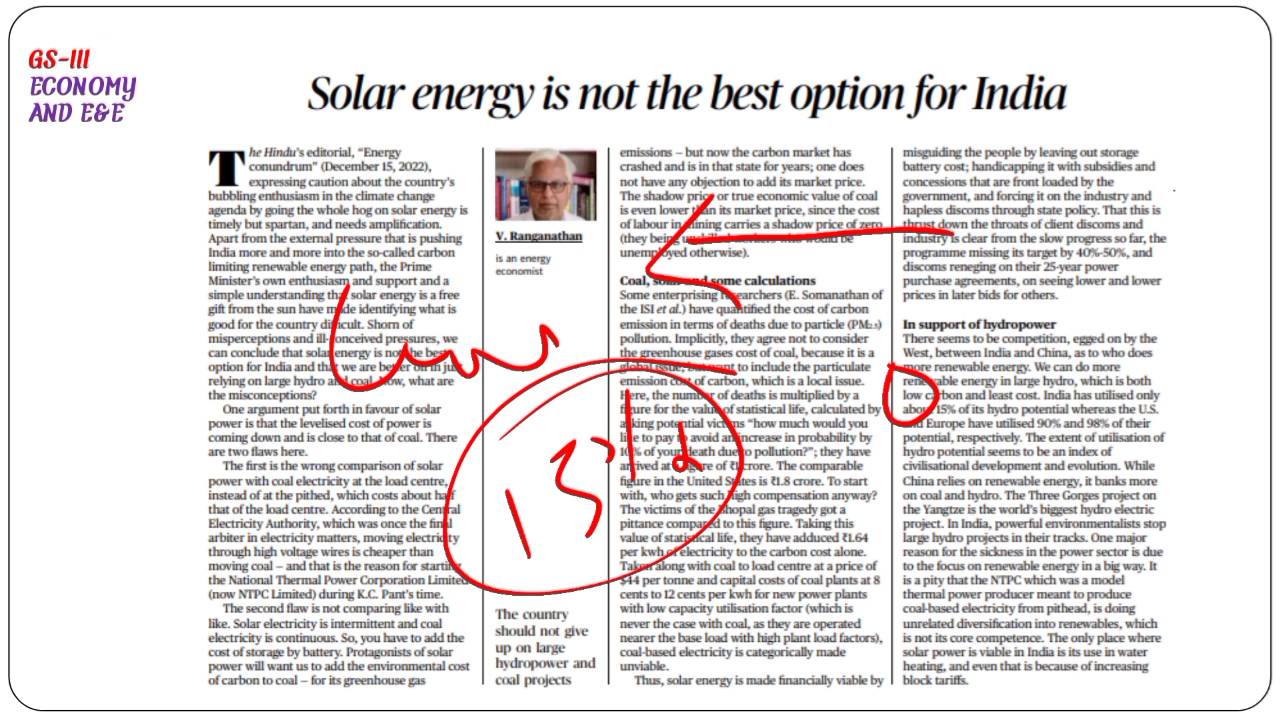 GS-III
ECONOMY
AND E&E
Solar energy is not the best option for India
The Hindu's editorial, "Energy
conundrum" (December 15, 2022),
expressing caution about the country's
bubbling enthusiasm in the climate change
agenda by going the whole hog on solar energy is
timely but spartan, and needs amplification.
Apart from the external pressure that is pushing
India more and more into the so-called carbon
limiting renewable energy path, the Prime
Minister's own enthusiasm and support and a
simple understanding that solar energy is a free
gift from the sun have made identifying what is
good for the country difficult. Shorn of
misperceptions and ill-conceived pressures, we
can conclude that solar energy is not the best
option for India and that we are better off in just
relying on large hydro and coal. Now, what are
the misconceptions?
One argument put forth in favour of solar
power is that the levelised cost of power is
coming down and is close to that of coal. There
are two flaws here.
The first is the wrong comparison of solar
power with coal electricity at the load centre,
instead of at the pithed, which costs about half
that of the load centre. According to the Central
Electricity Authority, which was once the final
arbiter in electricity matters, moving electricity
through high voltage wires is cheaper than
moving coal – and that is the reason for starting
the National Thermal Power Corporation Limited
(now NTPC Limited) during K.C. Pant's time.
The second flaw is not comparing like with
like. Solar electricity is intermittent and coal
electricity is continuous. So, you have to add the
cost of storage by battery. Protagonists of solar
power will want us to add the environmental cost
of carbon to coal – for its greenhouse gas
V. Ranganathan
is an energy
economist
The country
should not give
up on large
hydropower and
coal projects
emissions – but now the carbon market has
crashed and is in that state for years; one does
not have any objection to add its market price.
The shadow price or true economic value of coal
is even lower than its market price, since the cost
of labour in mining carries a shadow price of zero
(they being unskilled workers who would be
unemployed otherwise).
Coal, solar and some calculations
Some enterprising researchers (E. Somanathan of
the ISI et al.) have quantified the cost of carbon
emission in terms of deaths due to particle (PM2.5)
pollution. Implicitly, they agree not to consider
the greenhouse gases cost of coal, because it is a
global issue, but want to include the particulate
emission cost of carbon, which is a local issue.
Here, the number of deaths is multiplied by a
figure for the value of statistical life, calculated by
asking potential victims "how much would you
like to pay to avoid an increase in probability by
10% of your death due to pollution?"; they have
arrived at a figure of ₹1 crore. The comparable
figure in the United States is ₹1.8 crore. To start
with, who gets such high compensation anyway?
The victims of the Bhopal gas tragedy got a
pittance compared to this figure. Taking this
value of statistical life, they have adduced ₹1.64
per kwh of electricity to the carbon cost alone.
Taken along with coal to load centre at a price of
$44 per tonne and capital costs of coal plants at 8
cents to 12 cents per kwh for new power plants
with low capacity utilisation factor (which is
never the case with coal, as they are operated
nearer the base load with high plant load factors),
coal-based electricity is categorically made
unviable.
Thus, solar energy is made financially viable by
misguiding the people by leaving out storage
battery cost; handicapping it with subsidies and
concessions that are front loaded by the
government, and forcing it on the industry and
hapless discoms through state policy. That this is
thrust down the throats of client discoms and
industry is clear from the slow progress so far, the
programme missing its target by 40%-50%, and
discoms reneging on their 25-year power
purchase agreements, on seeing lower and lower
prices in later bids for others.
In support of hydropower
There seems to be competition, egged on by the
West, between India and China, as to who does
more renewable energy. We can do more
renewable energy in large hydro, which is both
low carbon and least cost. India has utilised only
about 15% of its hydro potential whereas the U.S.
and Europe have utilised 90% and 98% of their
potential, respectively. The extent of utilisation of
hydro potential seems to be an index of
civilisational development and evolution. While
China relies on renewable energy, it banks more
on coal and hydro. The Three Gorges project on
the Yangtze is the world's biggest hydro electric
project. In India, powerful environmentalists stop
large hydro projects in their tracks. One major
reason for the sickness in the power sector is due
to the focus on renewable energy in a big way. It
is a pity that the NTPC which was a model
thermal power producer meant to produce
coal-based electricity from pithead, is doing
unrelated diversification into renewables, which
is not its core competence. The only place where
solar power is viable in India is its use in water
heating, and even that is because of increasing
block tariffs.